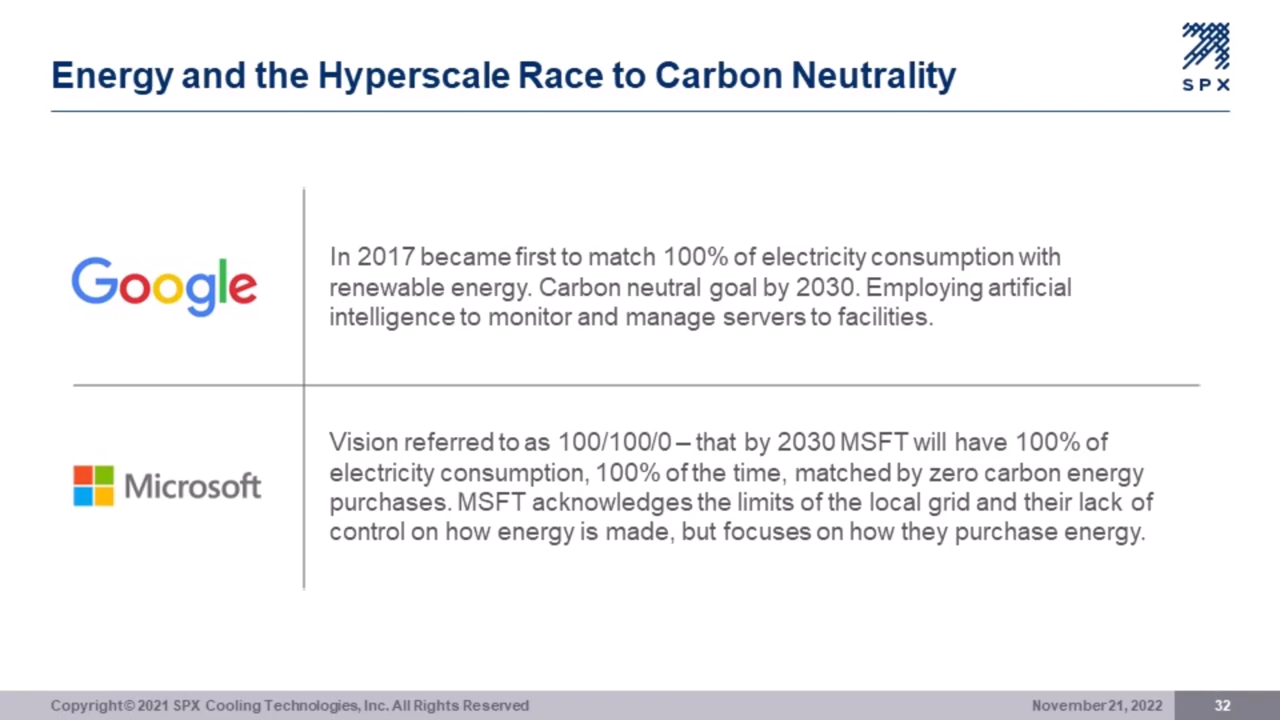 Energy and the Hyperscale Race to Carbon Neutrality
SPX
Google
In 2017 became first to match 100% of electricity consumption with
renewable energy. Carbon neutral goal by 2030. Employing artificial
intelligence to monitor and manage servers to facilities.
Microsoft
Vision referred to as 100/100/0 – that by 2030 MSFT will have 100% of
electricity consumption, 100% of the time, matched by zero carbon energy
purchases. MSFT acknowledges the limits of the local grid and their lack of
control on how energy is made, but focuses on how they purchase energy.
Copyright © 2021 SPX Cooling Technologies, Inc. All Rights Reserved
November 21, 2022
32